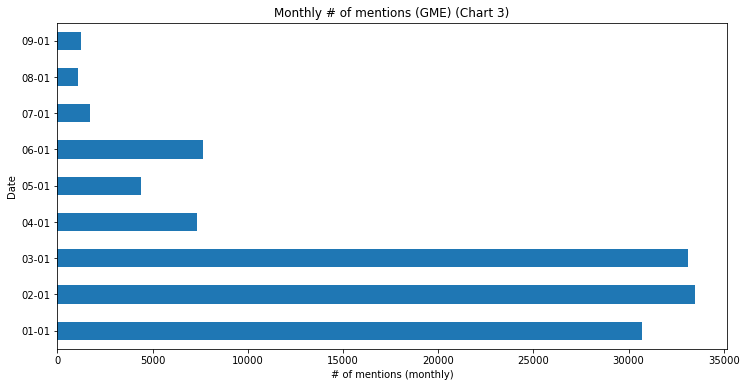 Monthly # of mentions (GME) (Chart 3)
09-01
08-01
07-01
06-01
05-01
04-01
03-01
02-01
01-01
Date
0 5000 10000 15000 20000 25000 30000 35000
# of mentions (monthly)